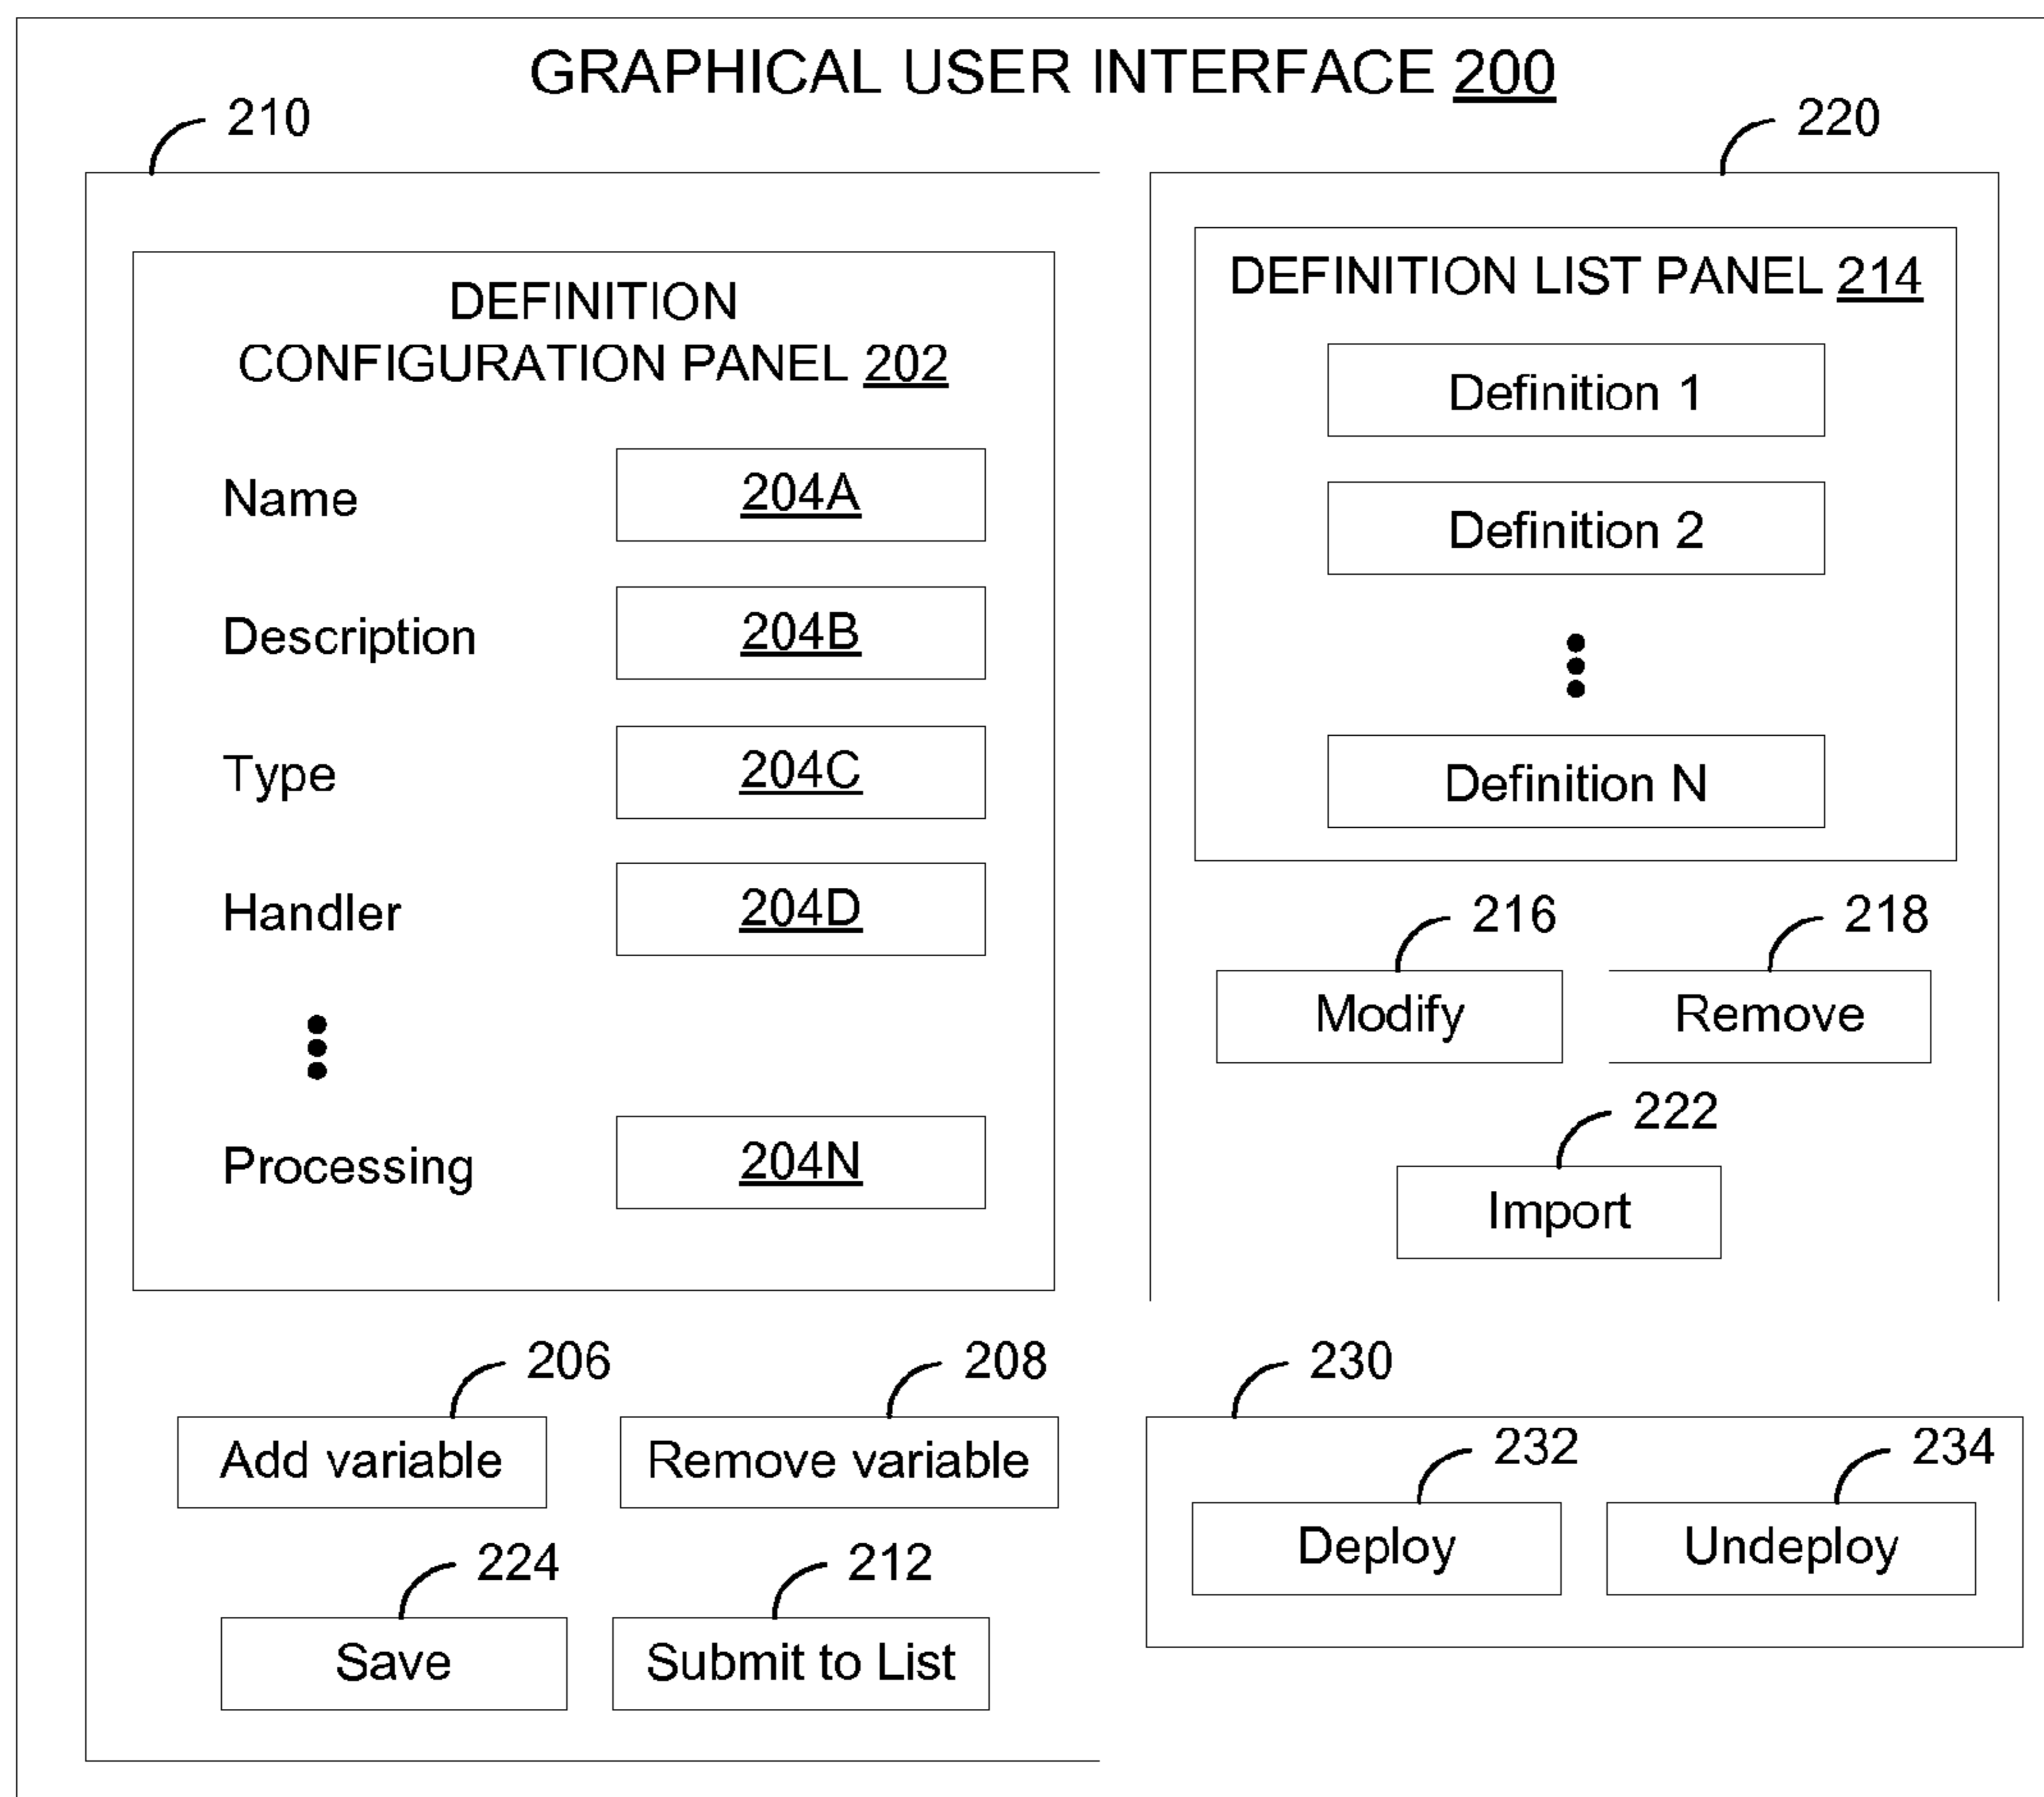 GRAPHICAL USER INTERFACE 200
210
DEFINITION
CONFIGURATION PANEL 202
Name 204A
Description 204B
Type 204C
Handler 204D
Processing 204N
206
Add variable
208
Remove variable
224
Save
212
Submit to List
220
DEFINITION LIST PANEL 214
Definition 1
Definition 2
Definition N
216
Modify
218
Remove
222
Import
230
232
Deploy
234
Undeploy